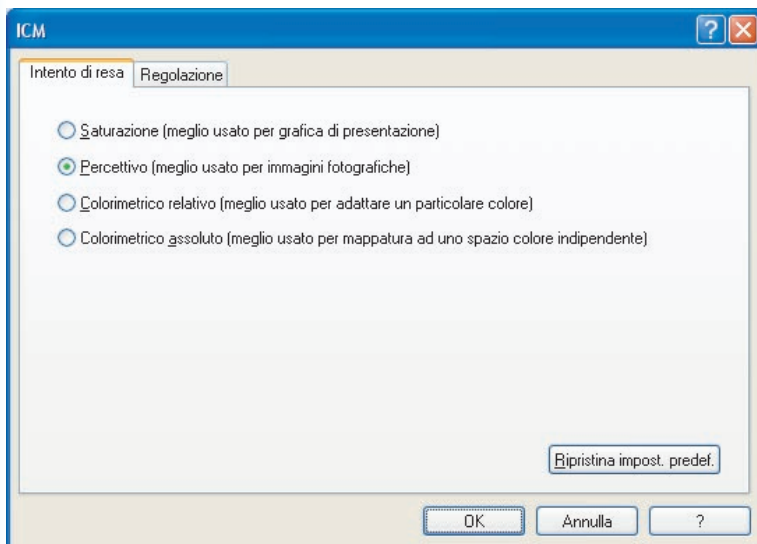 ICM
?
Intento di resa
Regolazione
Saturazione (meglio usato per grafica di presentazione)
Percettivo (meglio usato per immagini fotografiche)
Colorimetrico relativo (meglio usato per adattare un particolare colore)
Colorimetrico assoluto (meglio usato per mappatura ad uno spazio colore indipendente)
Ripristina impost. predef.
OK
Annulla
?